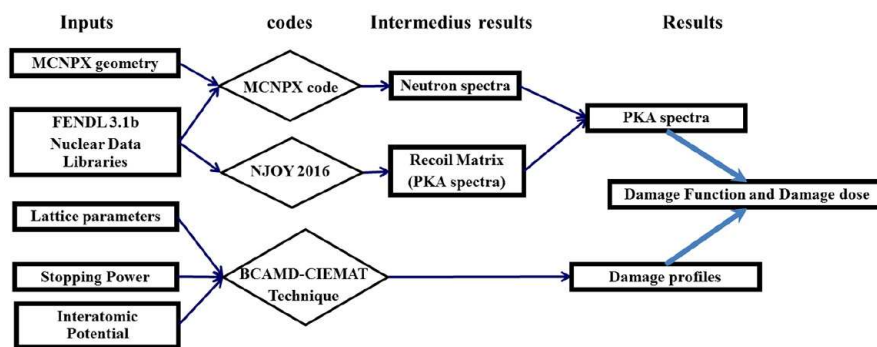 Inputs
codes
Intermedius results
Results
MCNPX geometry
MCNPX code
Neutron spectra
FENDL 3.1b
Nuclear Data
Libraries
PKA spectra
NJOY 2016
Recoil Matrix
(PKA spectra)
Damage Function and Damage dose
Lattice parameters
Stopping Power
BCAMD-CIEMAT
Technique
Damage profiles
Interatomic
Potential